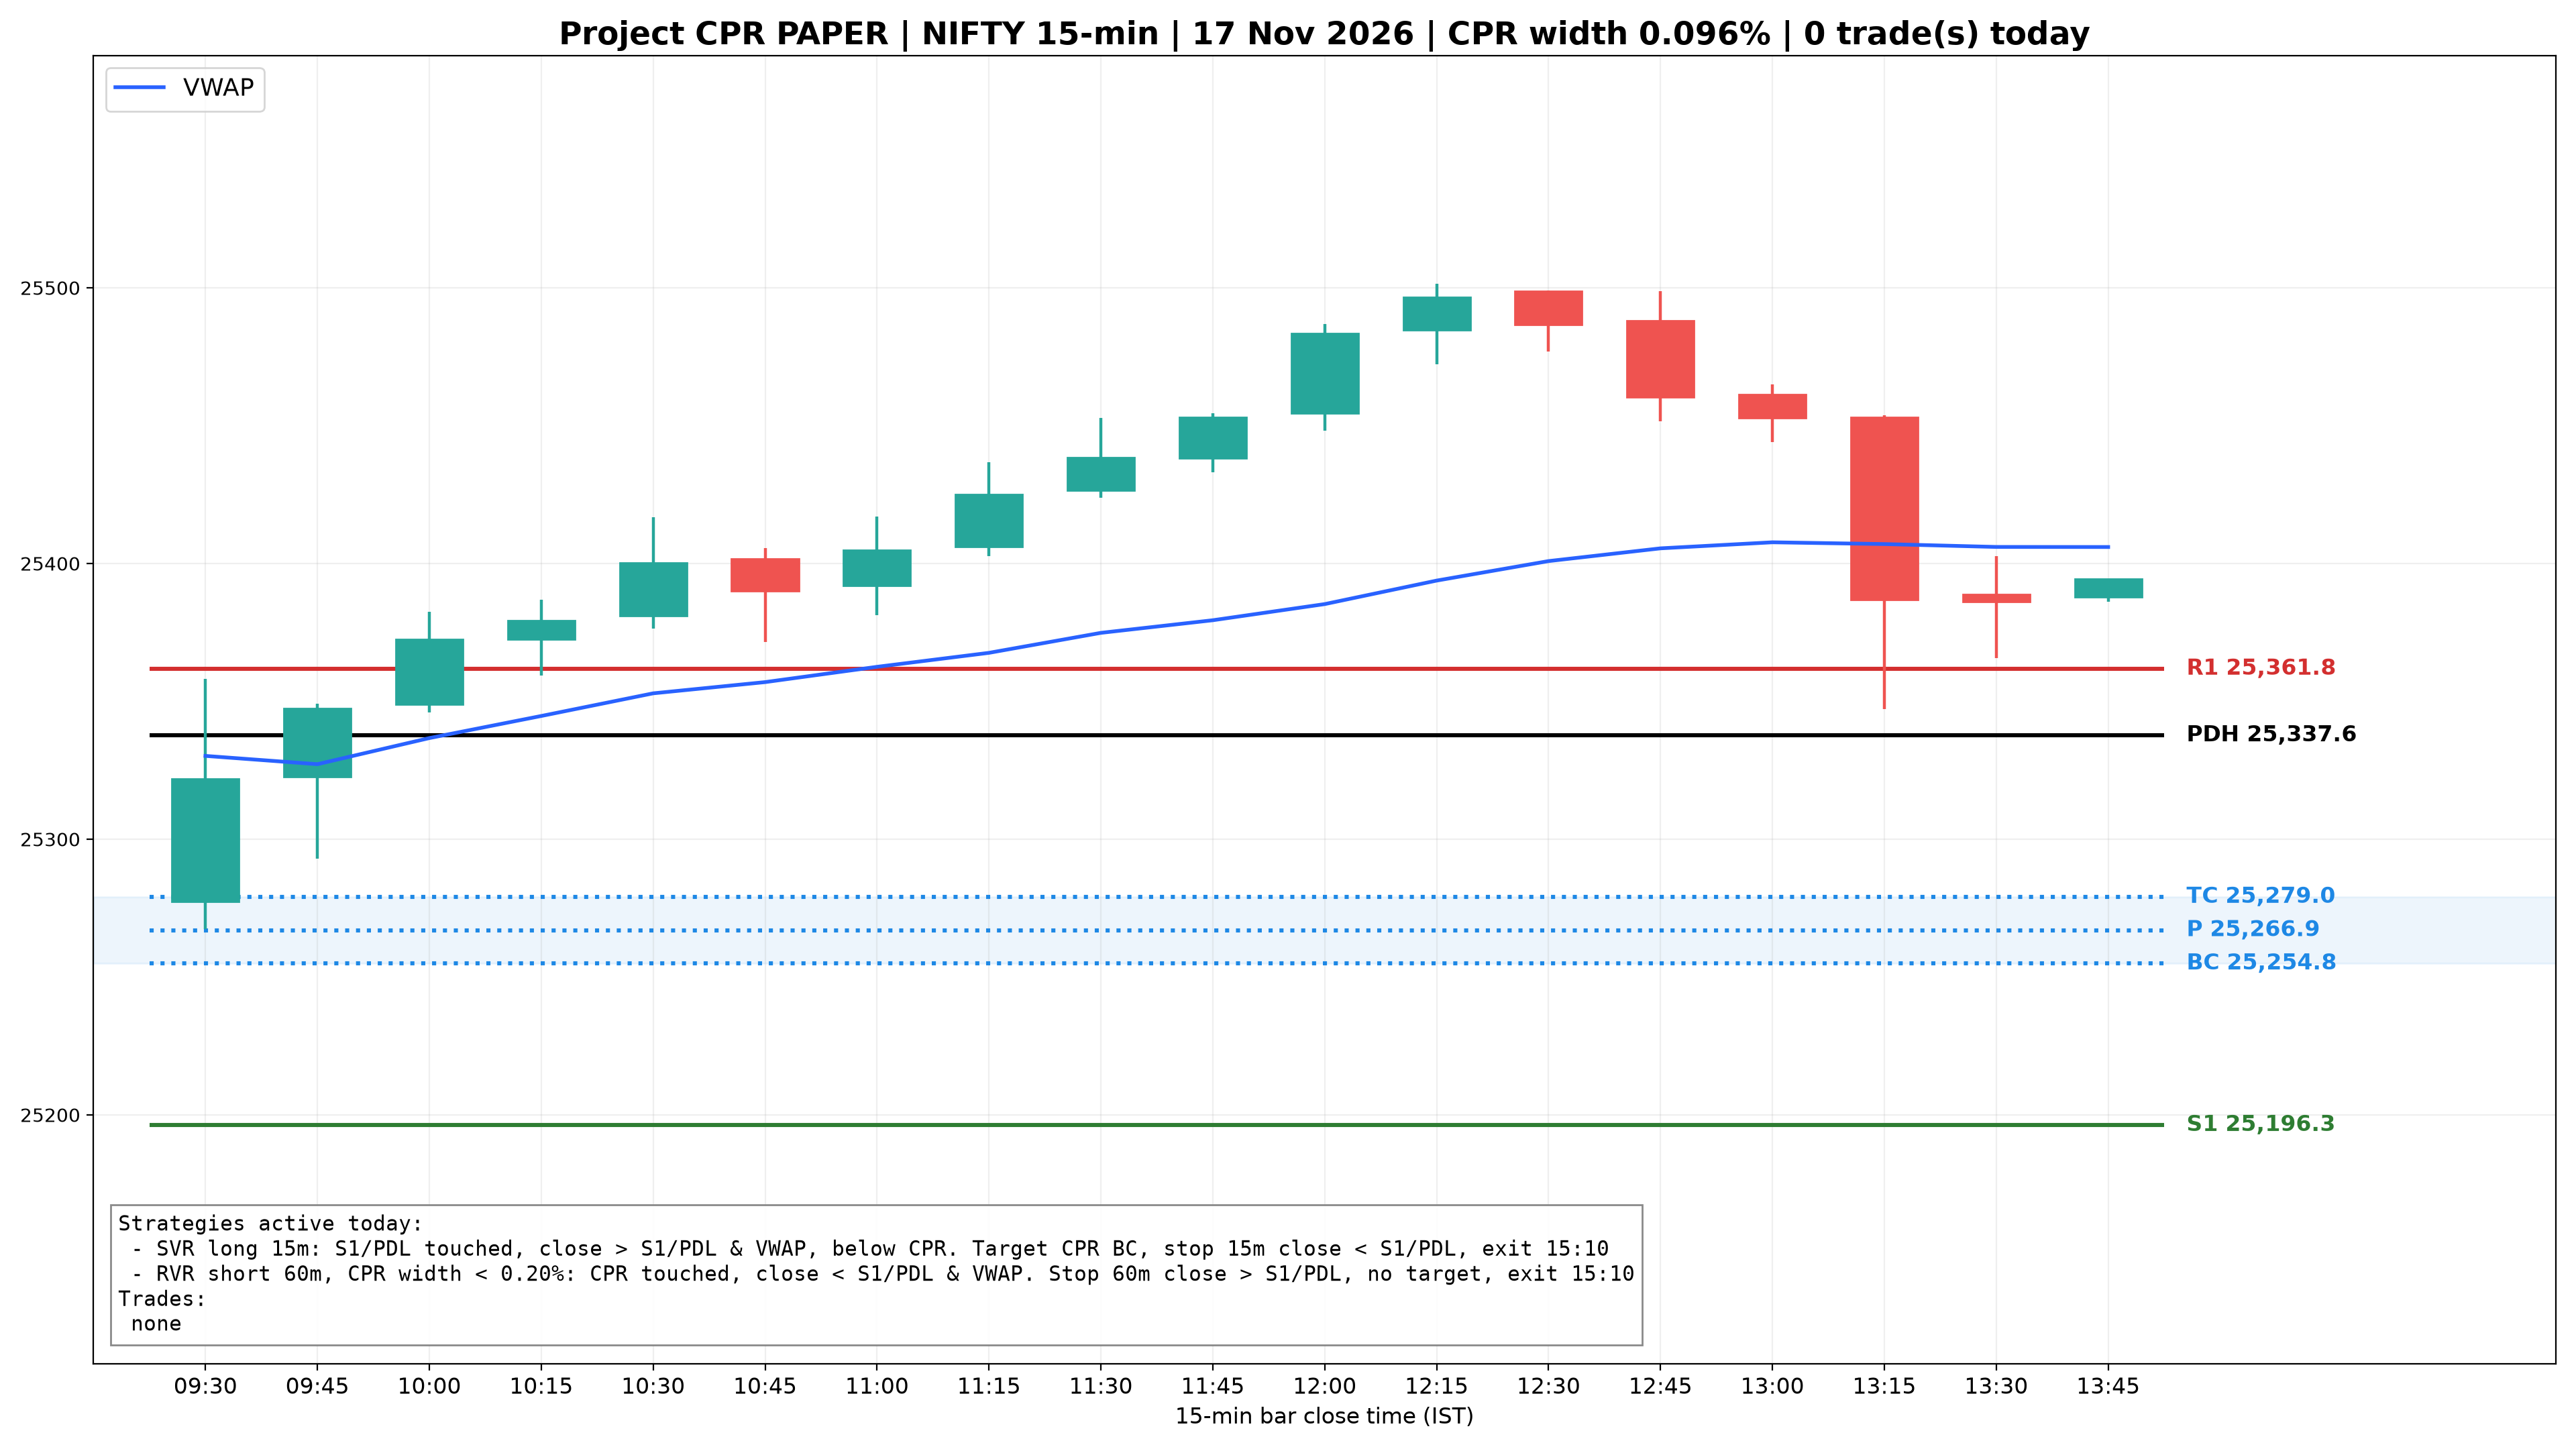 Project CPR PAPER | NIFTY 15-min | 17 Nov 2026 | CPR width 0.096% | 0 trade(s) today
VWAP
25500
25400
R1 25,361.8
PDH 25,337.6
25300
TC 25,279.0
P 25,266.9
BC 25,254.8
25200
S1 25,196.3
Strategies active today:
- SVR long 15m: S1/PDL touched, close > S1/PDL & VWAP, below CPR. Target CPR BC, stop 15m close < S1/PDL, exit 15:10
- RVR short 60m, CPR width < 0.20%: CPR touched, close < S1/PDL & VWAP. Stop 60m close > S1/PDL, no target, exit 15:10
Trades:
none
09:30 09:45 10:00 10:15 10:30 10:45 11:00 11:15 11:30 11:45 12:00 12:15 12:30 12:45 13:00 13:15 13:30 13:45
15-min bar close time (IST)